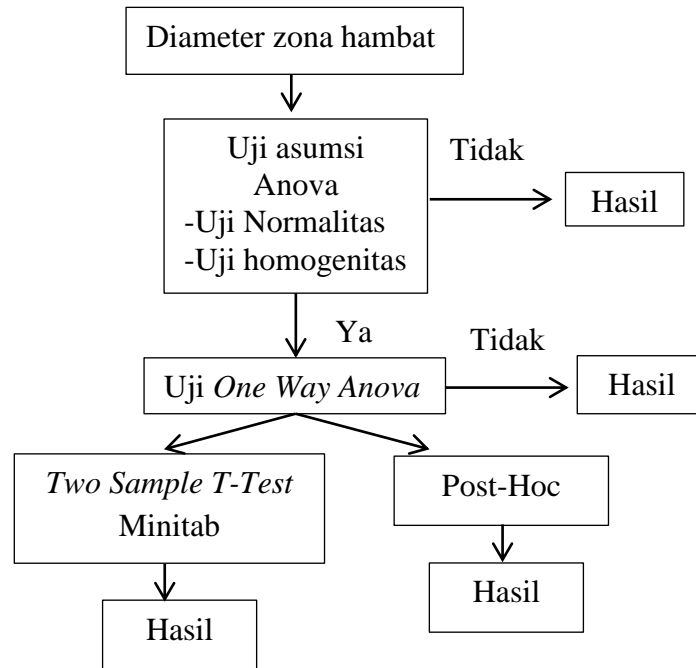 Diameter zona hambat
Uji asumsi
Anova
-Uji Normalitas
-Uji homogenitas
Tidak
Hasil
Ya
Tidak
Uji One Way Anova
Hasil
Two Sample T-Test
Minitab
Post-Hoc
Hasil
Hasil